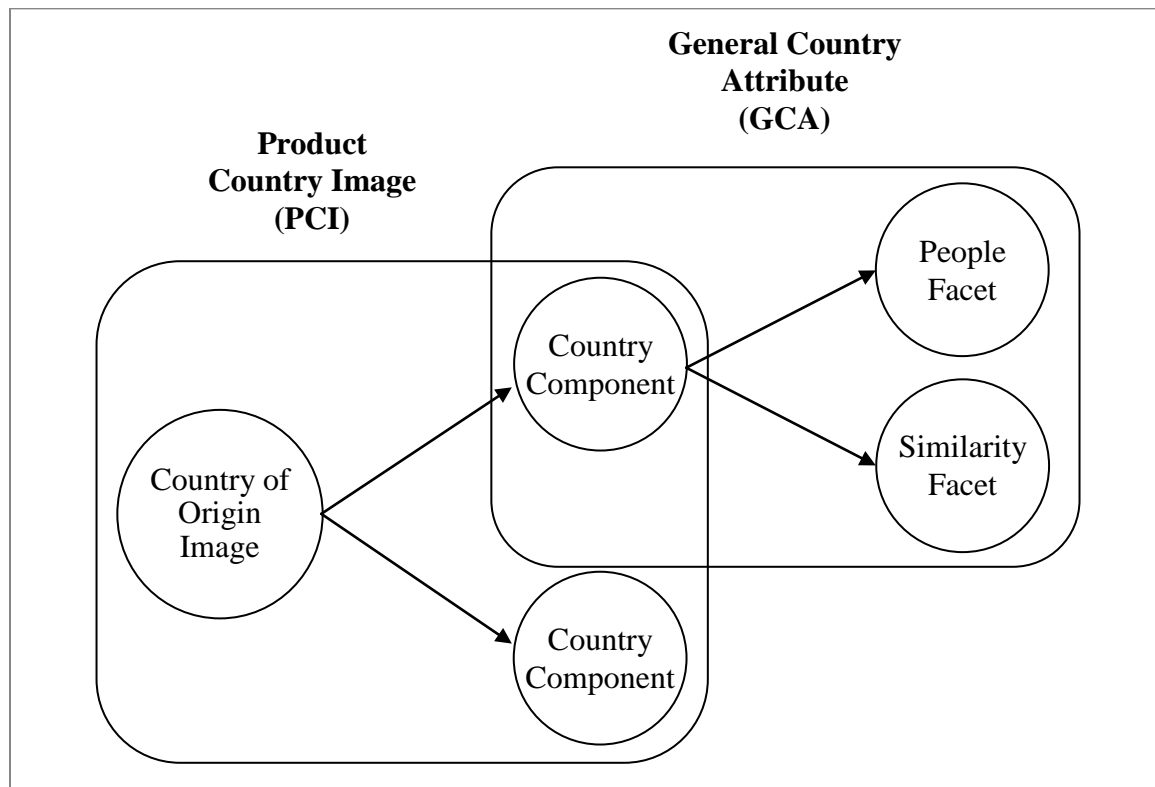 General Country
Attribute
(GCA)
Product
Country Image
(PCI)
People
Facet
Country
Component
Similarity
Facet
Country of
Origin
Image
Country
Component